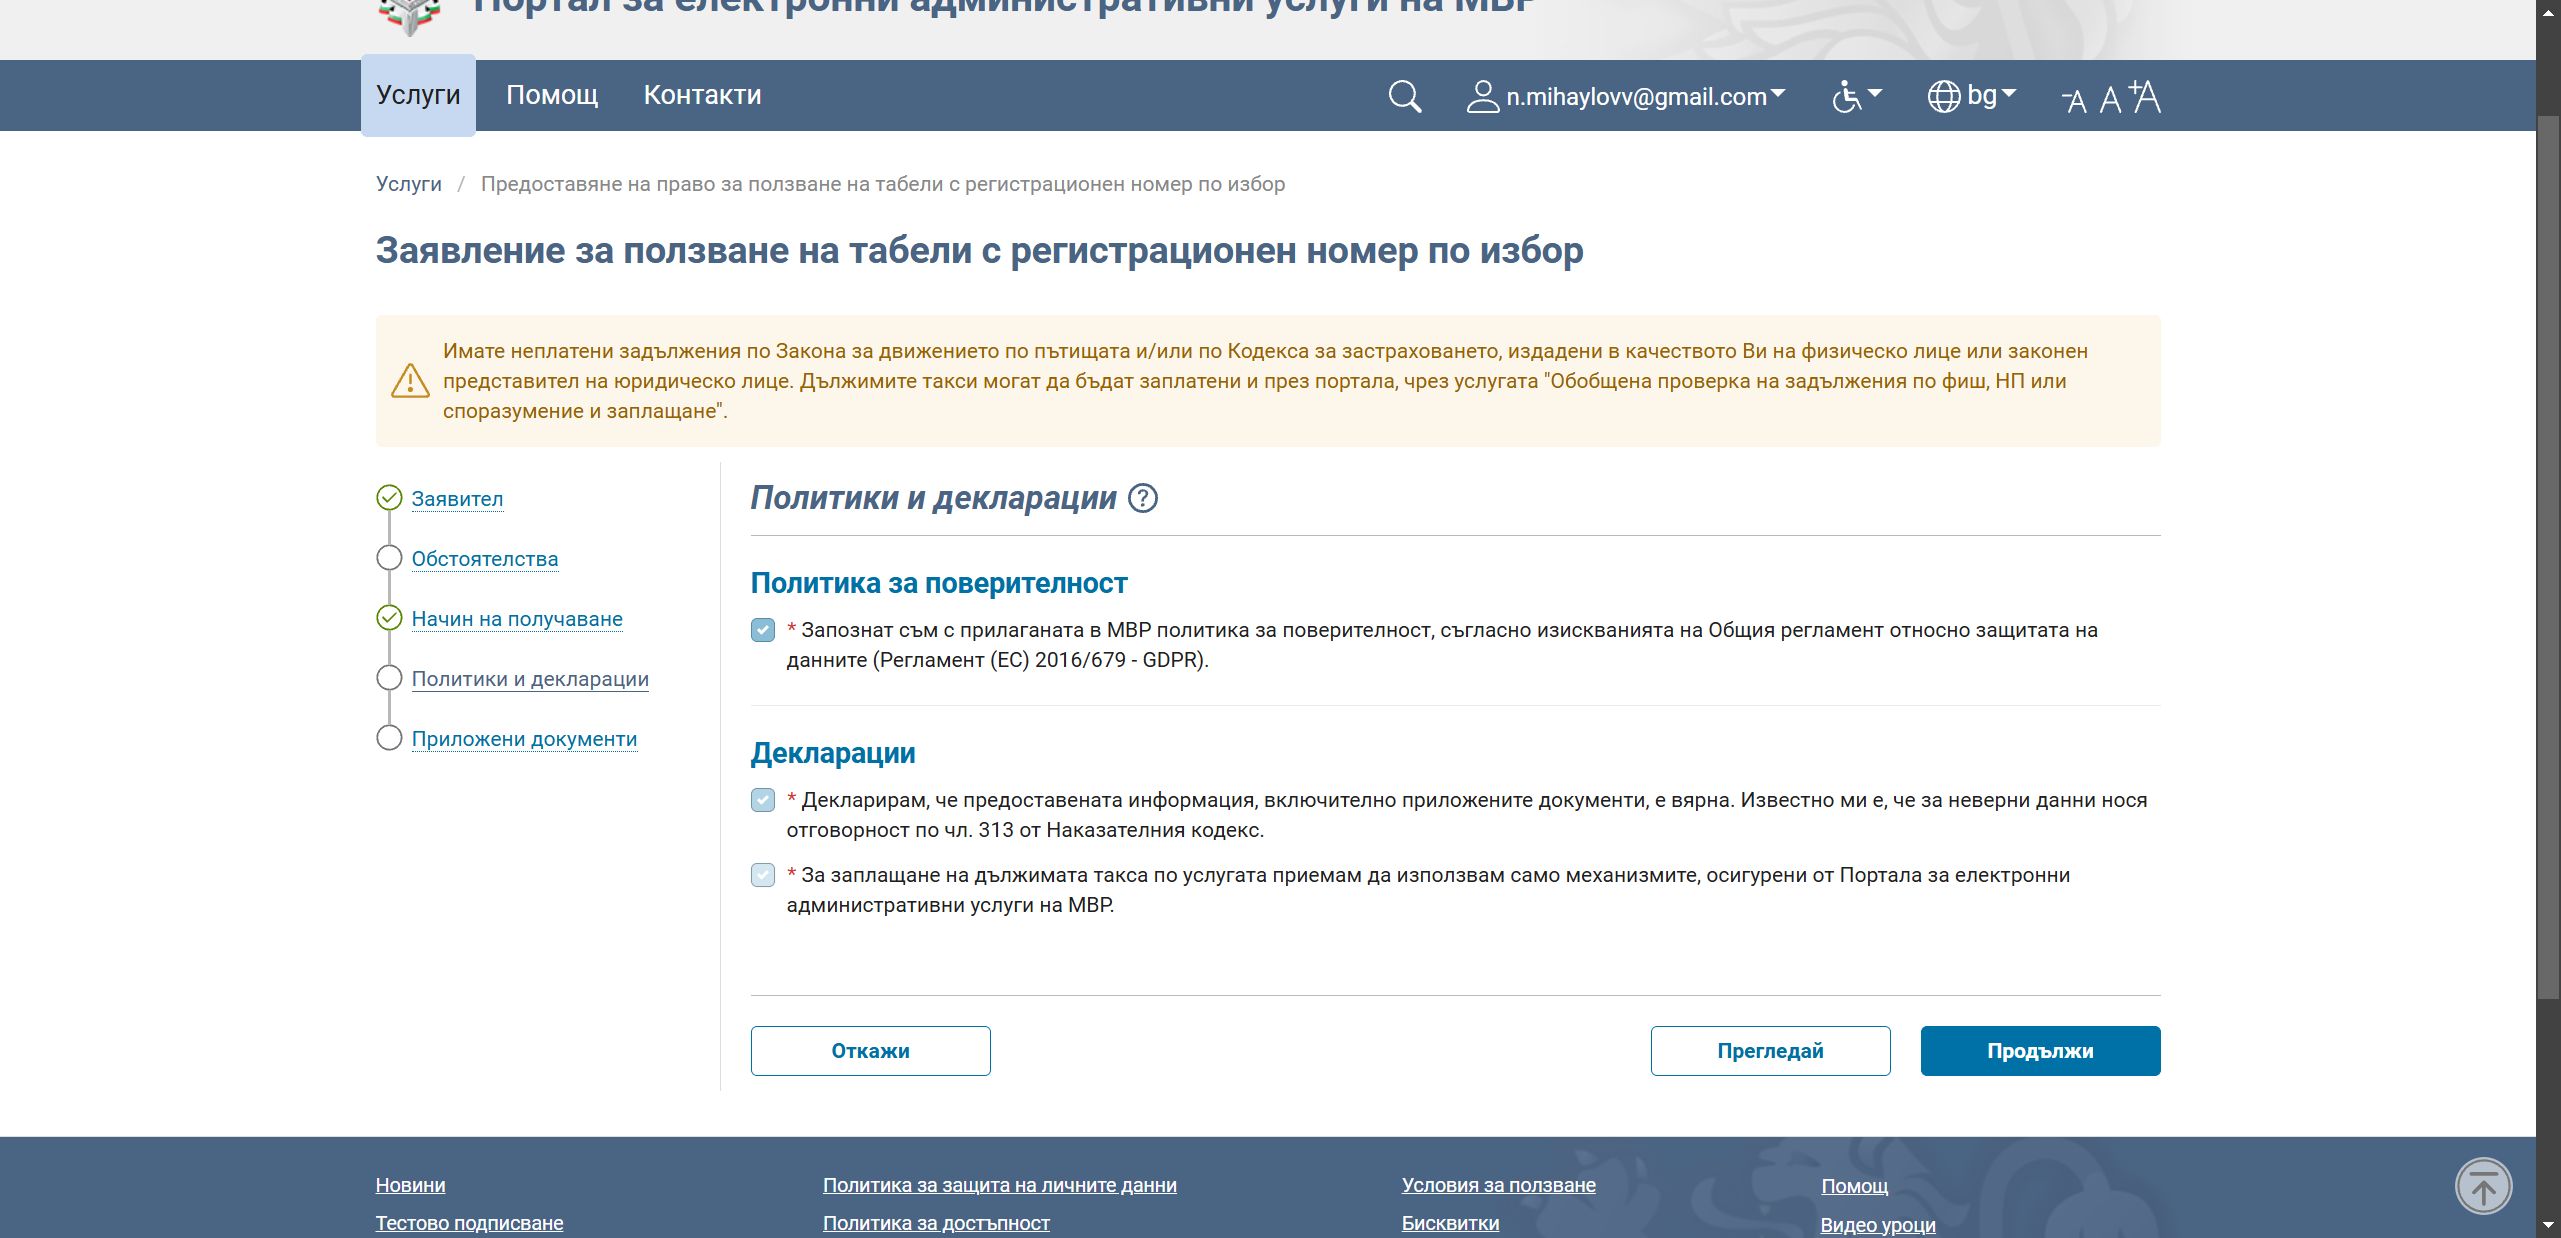 Портал за електронни административни услуги на МВР
Услуги
Помощ
Контакти
n.mihaylovv@gmail.com
bg
-A A +A
Услуги / Предоставяне на право за ползване на табели с регистрационен номер по избор
Заявление за ползване на табели с регистрационен номер по избор
Имате неплатени задължения по Закона за движението по пътищата и/или по Кодекса за застраховането, издадени в качеството Ви на физическо лице или законен
представител на юридическо лице. Дължимите такси могат да бъдат заплатени и през портала, чрез услугата "Обобщена проверка на задължения по фиш, НП или
споразумение и заплащане".
Заявител
Обстоятелства
Начин на получаване
Политики и декларации
Приложени документи
Политики и декларации ?
Политика за поверителност
* Запознат съм с прилаганата в МВР политика за поверителност, съгласно изискванията на Общия регламент относно защитата на
данните (Регламент (ЕС) 2016/679 - GDPR).
Декларации
* Декларирам, че предоставената информация, включително приложените документи, е вярна. Известно ми е, че за неверни данни нося
отговорност по чл. 313 от Наказателния кодекс.
* За заплащане на дължимата такса по услугата приемам да използвам само механизмите, осигурени от Портала за електронни
административни услуги на МВР.
Откажи
Прегледай
Продължи
Новини
Политика за защита на личните данни
Условия за ползване
Помощ
Тестово подписване
Политика за достъпност
Бисквитки
Видео уроци